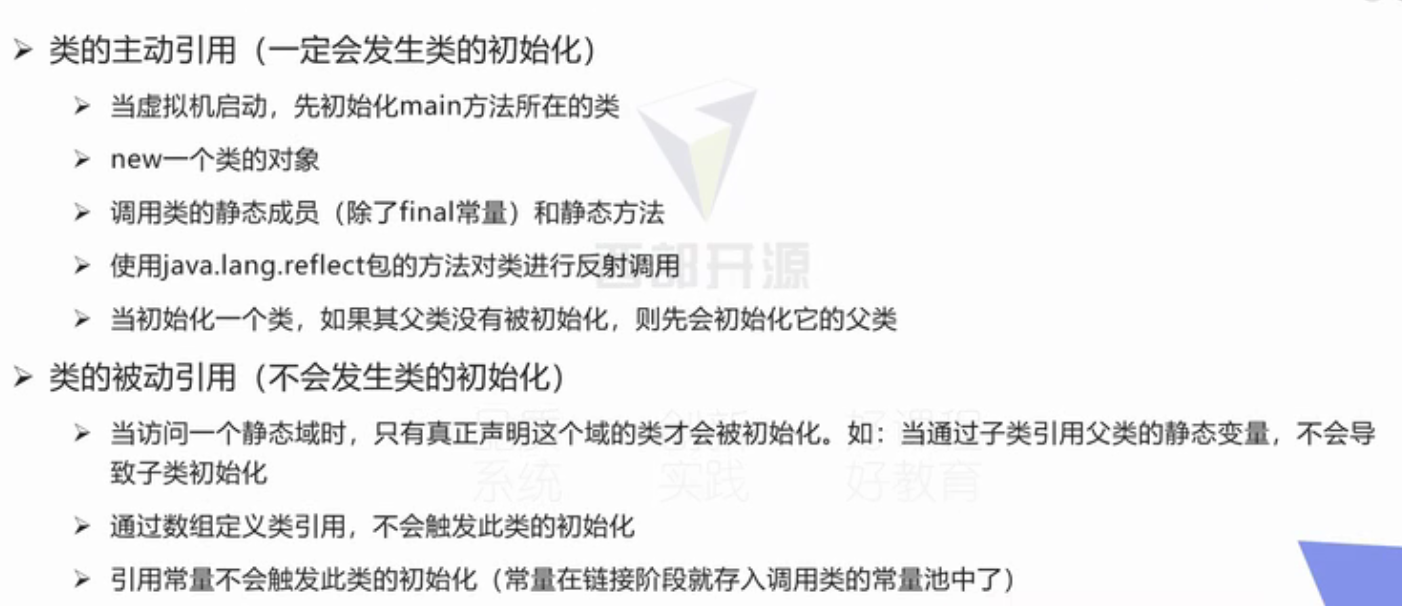 ➢ 类的主动引用（一定会发生类的初始化）
➢ 当虚拟机启动，先初始化main方法所在的类
➢ new一个类的对象
➢ 调用类的静态成员（除了final常量）和静态方法
➢ 使用java.lang.reflect包的方法对类进行反射调用
➢ 当初始化一个类，如果其父类没有被初始化，则先会初始化它的父类
➢ 类的被动引用（不会发生类的初始化）
➢ 当访问一个静态域时，只有真正声明这个域的类才会被初始化。如：当通过子类引用父类的静态变量，不会导
致子类初始化
➢ 通过数组定义类引用，不会触发此类的初始化
➢ 引用常量不会触发此类的初始化（常量在链接阶段就存入调用类的常量池中了）
西部开源
品质 创新 好课程
系统 实践 好教育